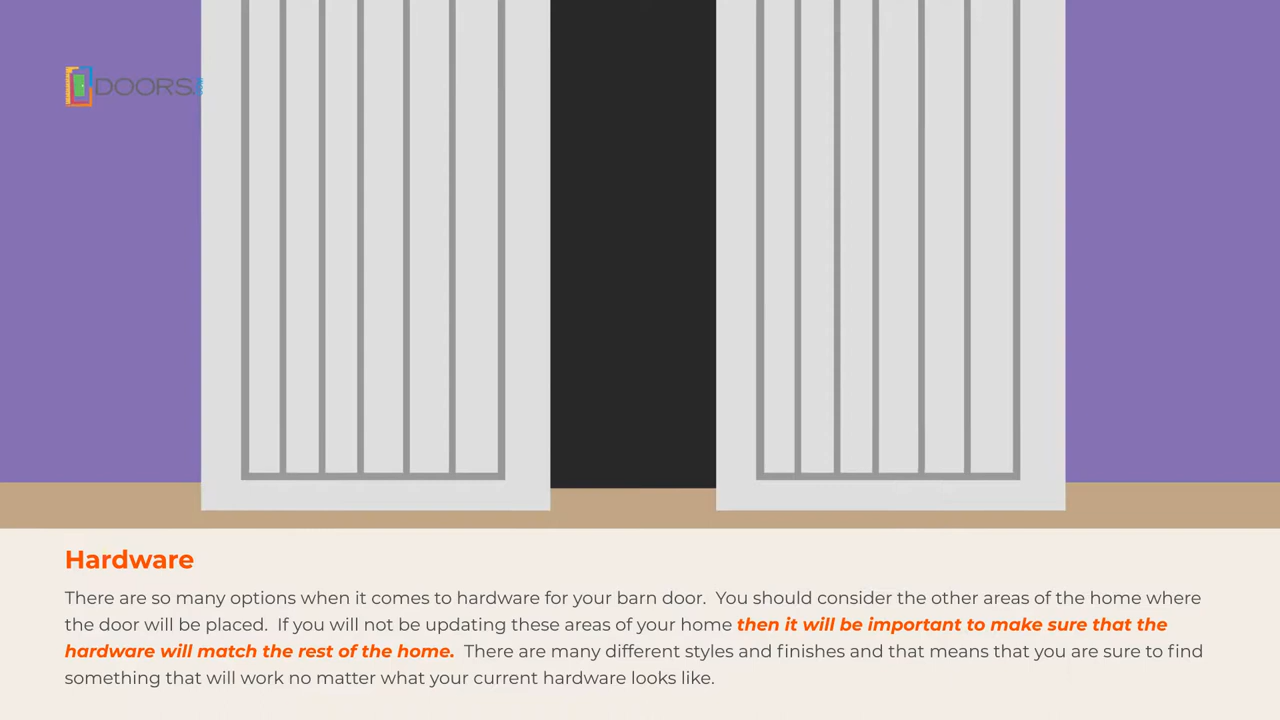 DOORS.
Hardware
There are so many options when it comes to hardware for your barn door.  You should consider the other areas of the home where
the door will be placed.  If you will not be updating these areas of your home then it will be important to make sure that the
hardware will match the rest of the home.  There are many different styles and finishes and that means that you are sure to find
something that will work no matter what your current hardware looks like.